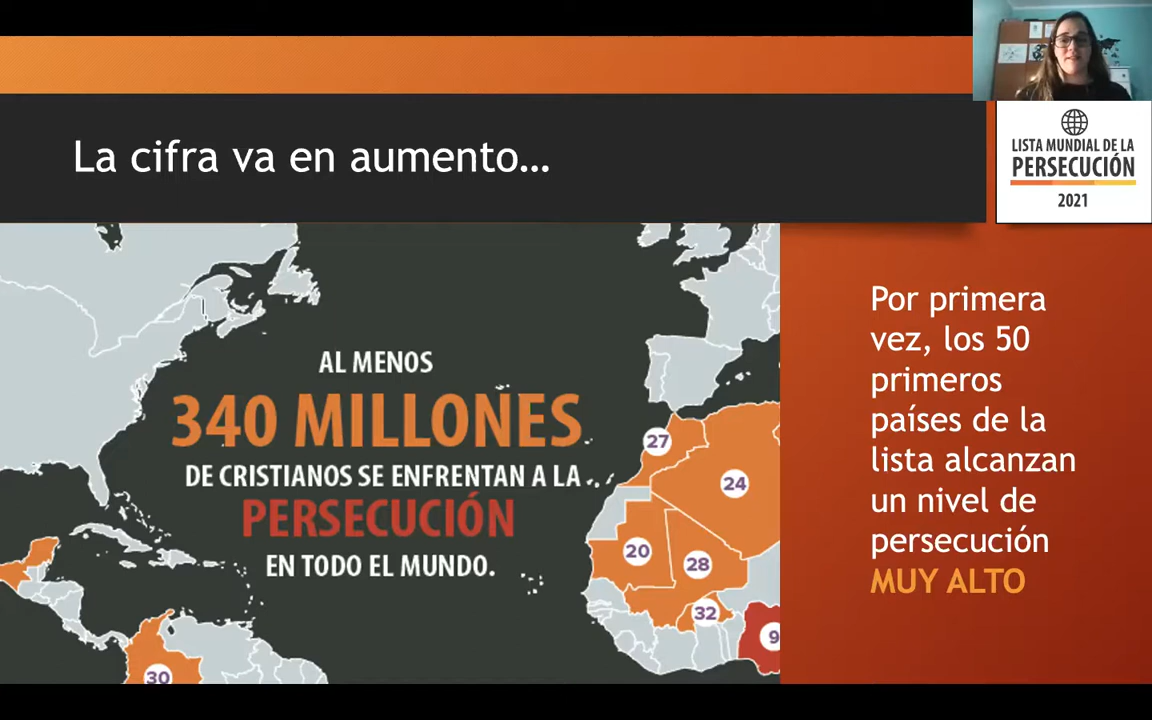 La cifra va en aumento...
LISTA MUNDIAL DE LA
PERSECUCIÓN
2021
AL MENOS
340 MILLONES
DE CRISTIANOS SE ENFRENTAN A LA
PERSECUCIÓN
EN TODO EL MUNDO.
27
24
20
28
32
9
30
Por primera
vez, los 50
primeros
países de la
lista alcanzan
un nivel de
persecución
MUY ALTO